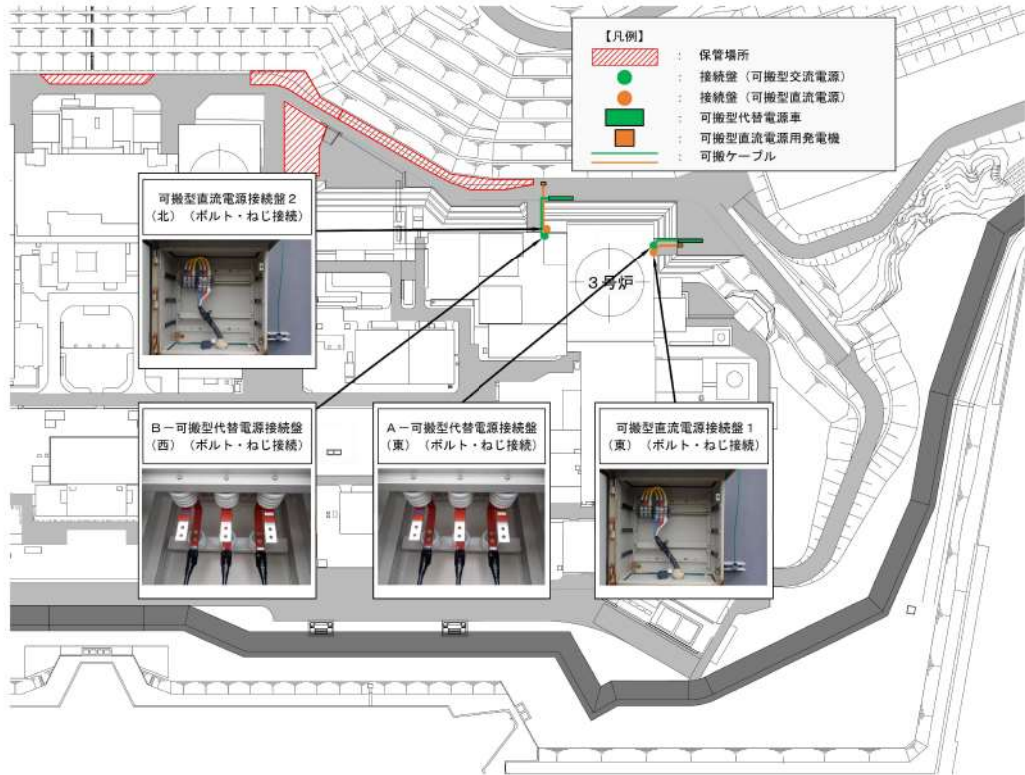 【凡例】
： 保管場所
： 接続盤（可搬型交流電源）
： 接続盤（可搬型直流電源）
： 可搬型代替電源車
： 可搬型直流電源用発電機
： 可搬ケーブル
可搬型直流電源接続盤２
（北）（ボルト・ねじ接続）
３号炉
Ｂ－可搬型代替電源接続盤
（西）（ボルト・ねじ接続）
Ａ－可搬型代替電源接続盤
（東）（ボルト・ねじ接続）
可搬型直流電源接続盤１
（東）（ボルト・ねじ接続）